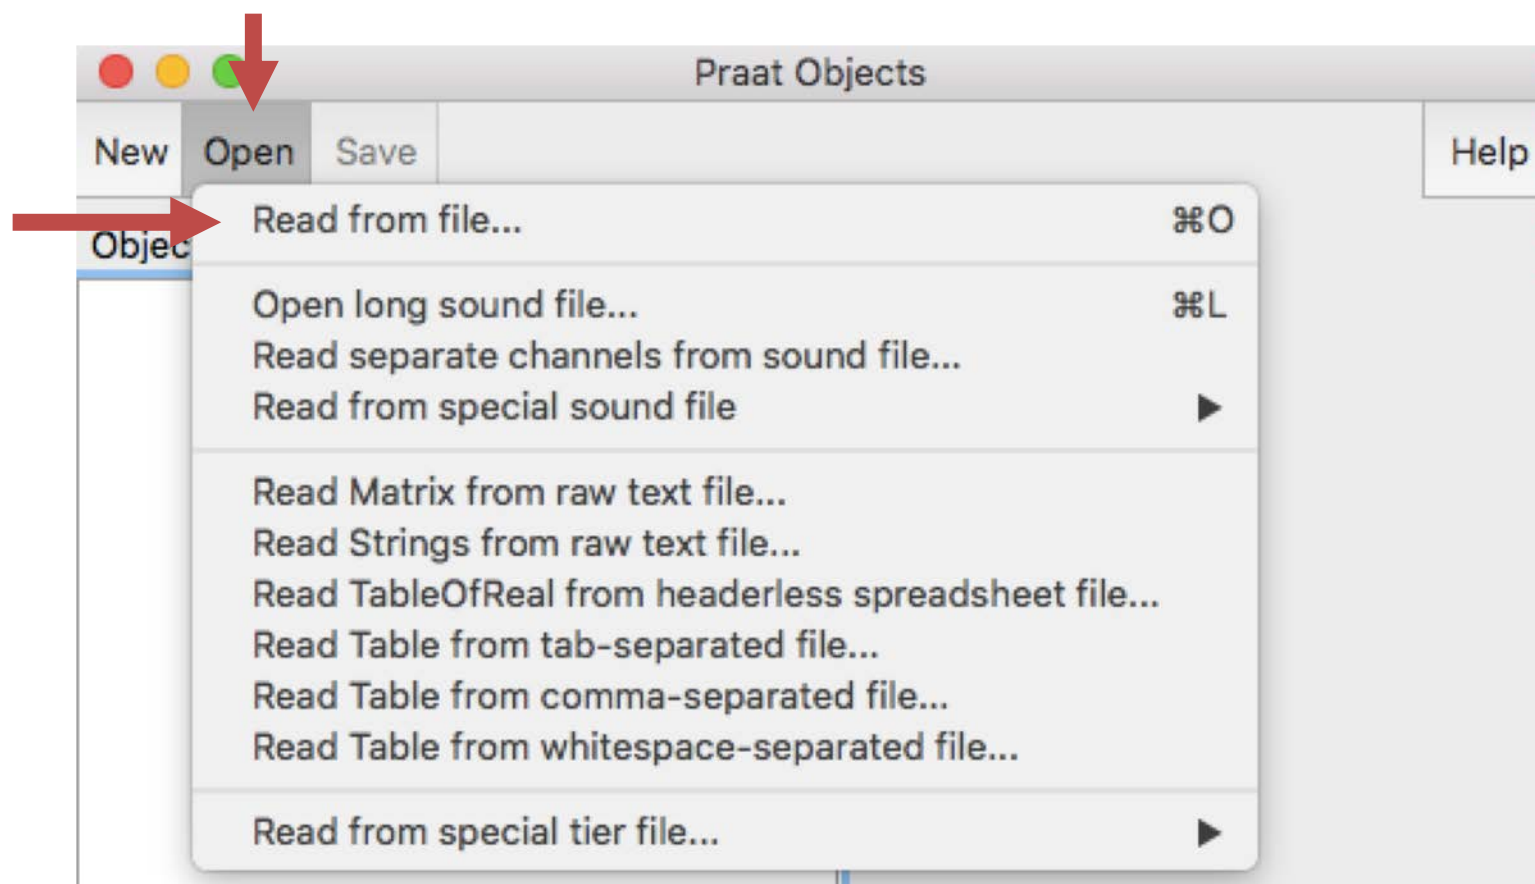 Praat Objects
New Open Save Help
Objec
Read from file... ⌘O
Open long sound file... ⌘L
Read separate channels from sound file...
Read from special sound file
Read Matrix from raw text file...
Read Strings from raw text file...
Read TableOfReal from headerless spreadsheet file...
Read Table from tab-separated file...
Read Table from comma-separated file...
Read Table from whitespace-separated file...
Read from special tier file...